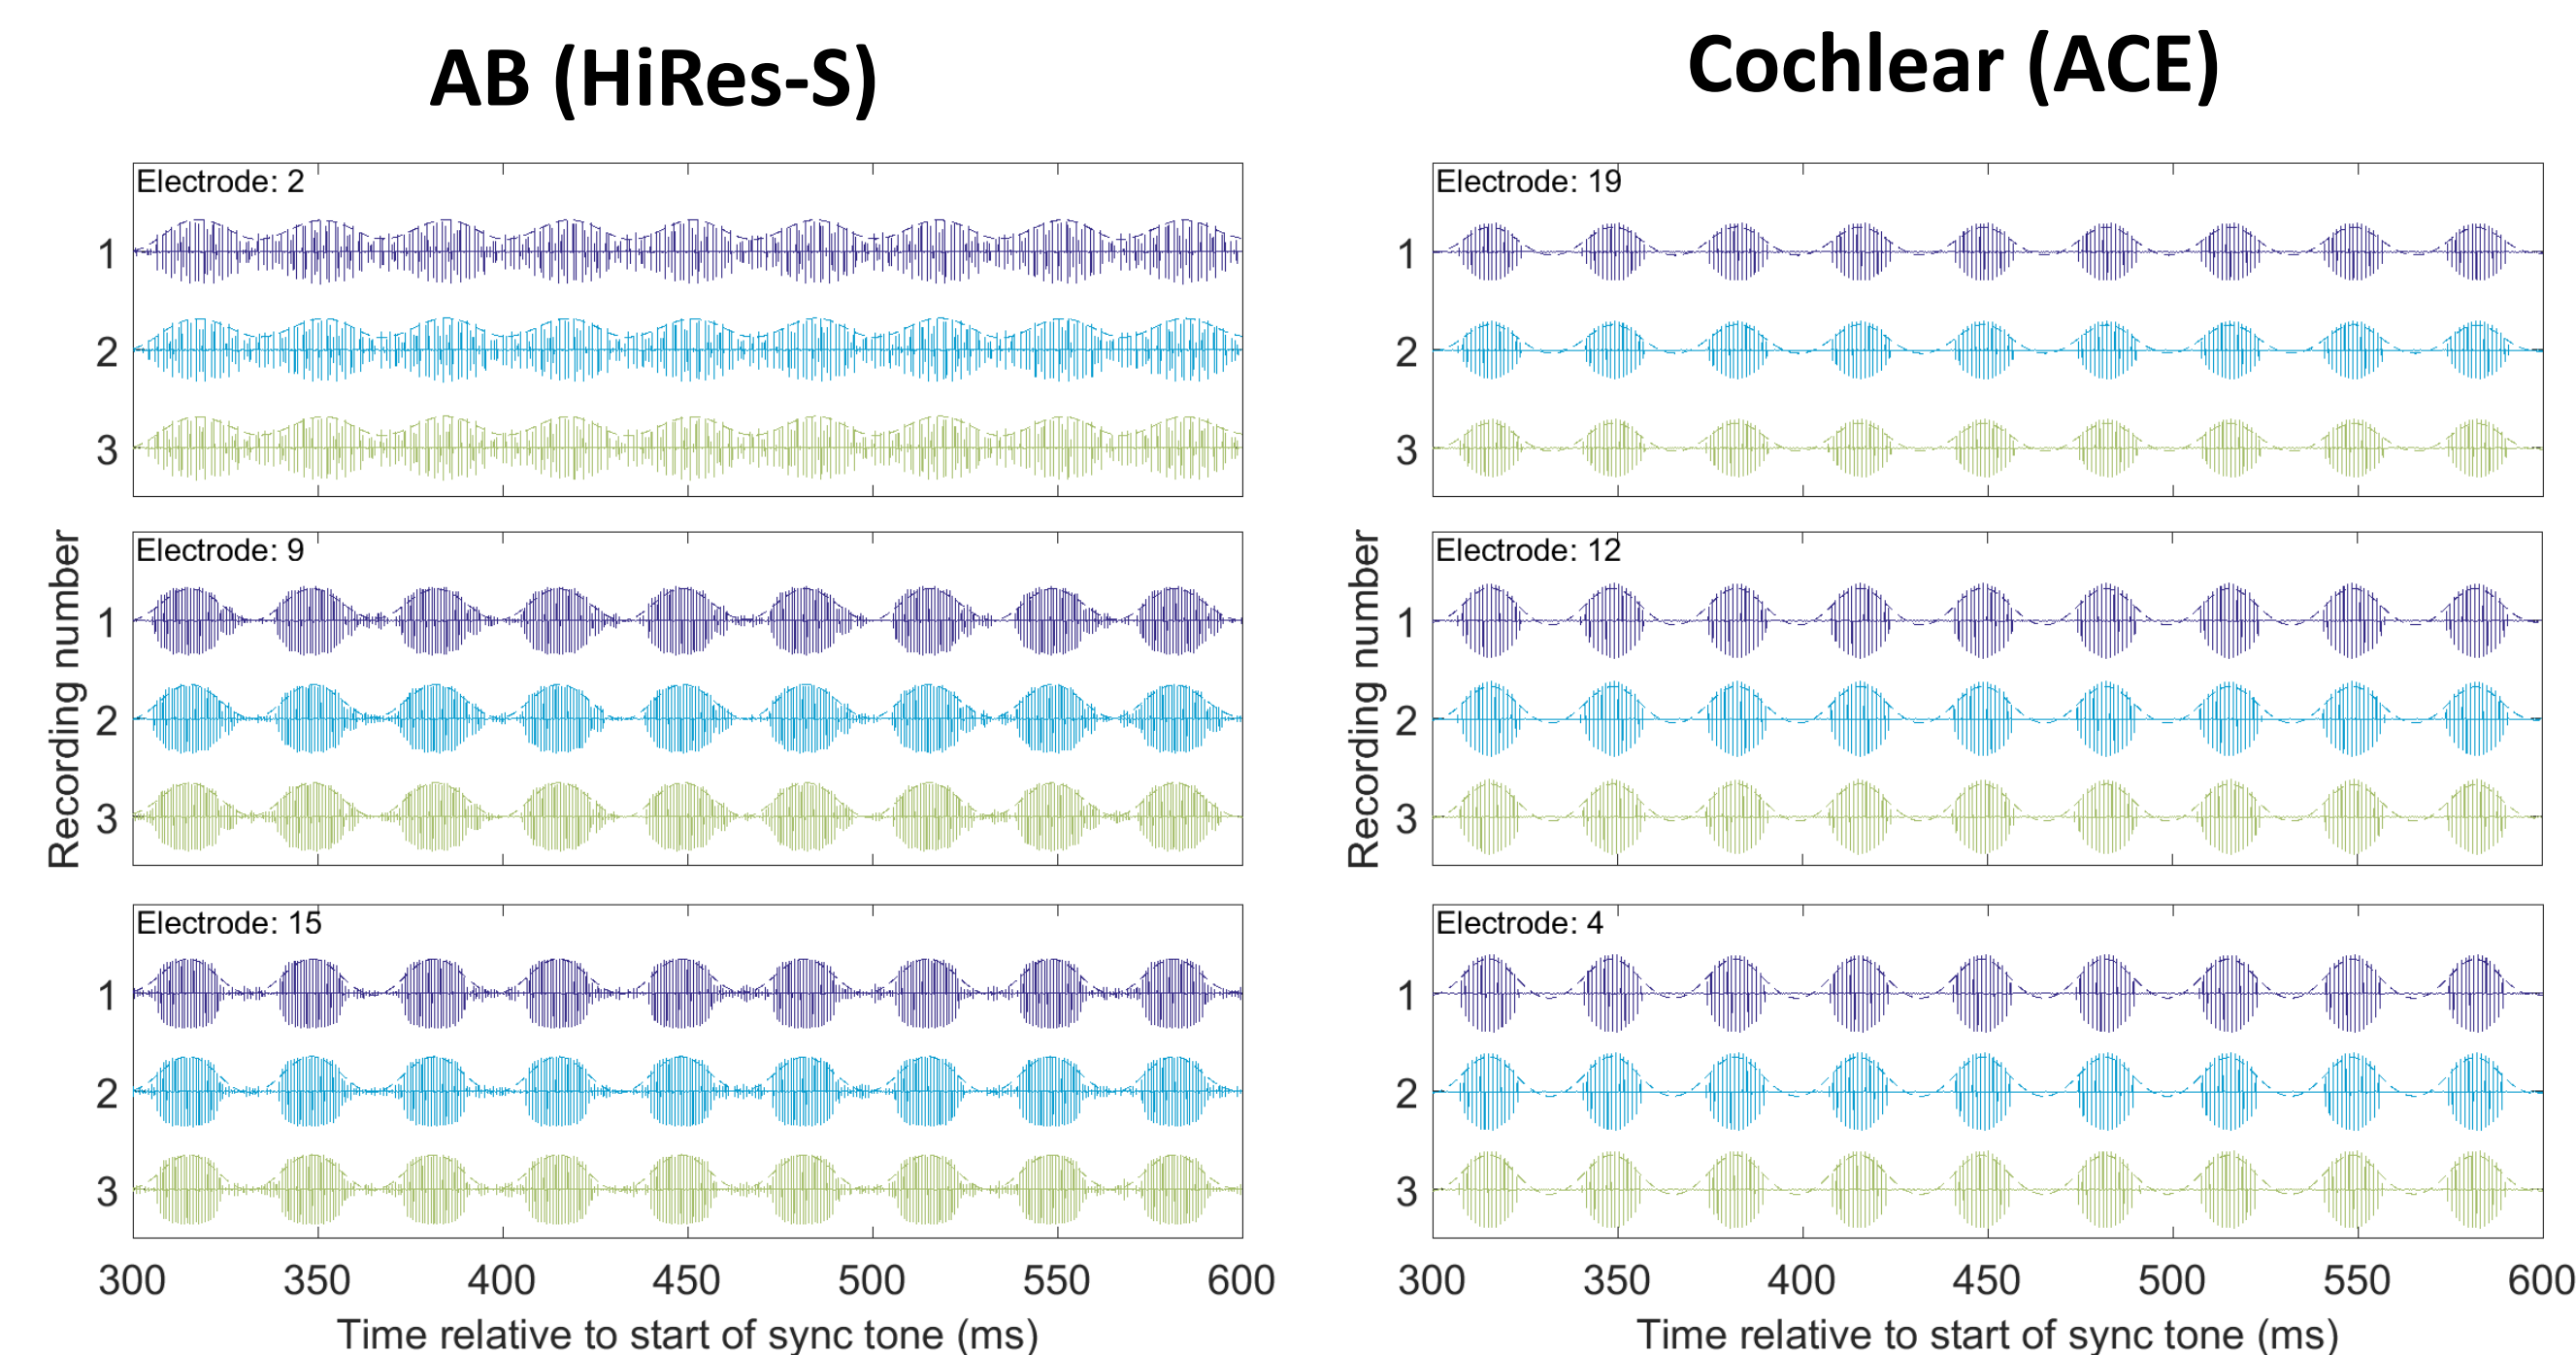 AB (HiRes-S)
Cochlear (ACE)
Electrode: 2
1
2
3
Electrode: 9
1
2
3
Electrode: 15
1
2
3
Recording number
300 350 400 450 500 550 600
Time relative to start of sync tone (ms)
Electrode: 19
1
2
3
Electrode: 12
1
2
3
Electrode: 4
1
2
3
Recording number
300 350 400 450 500 550 600
Time relative to start of sync tone (ms)